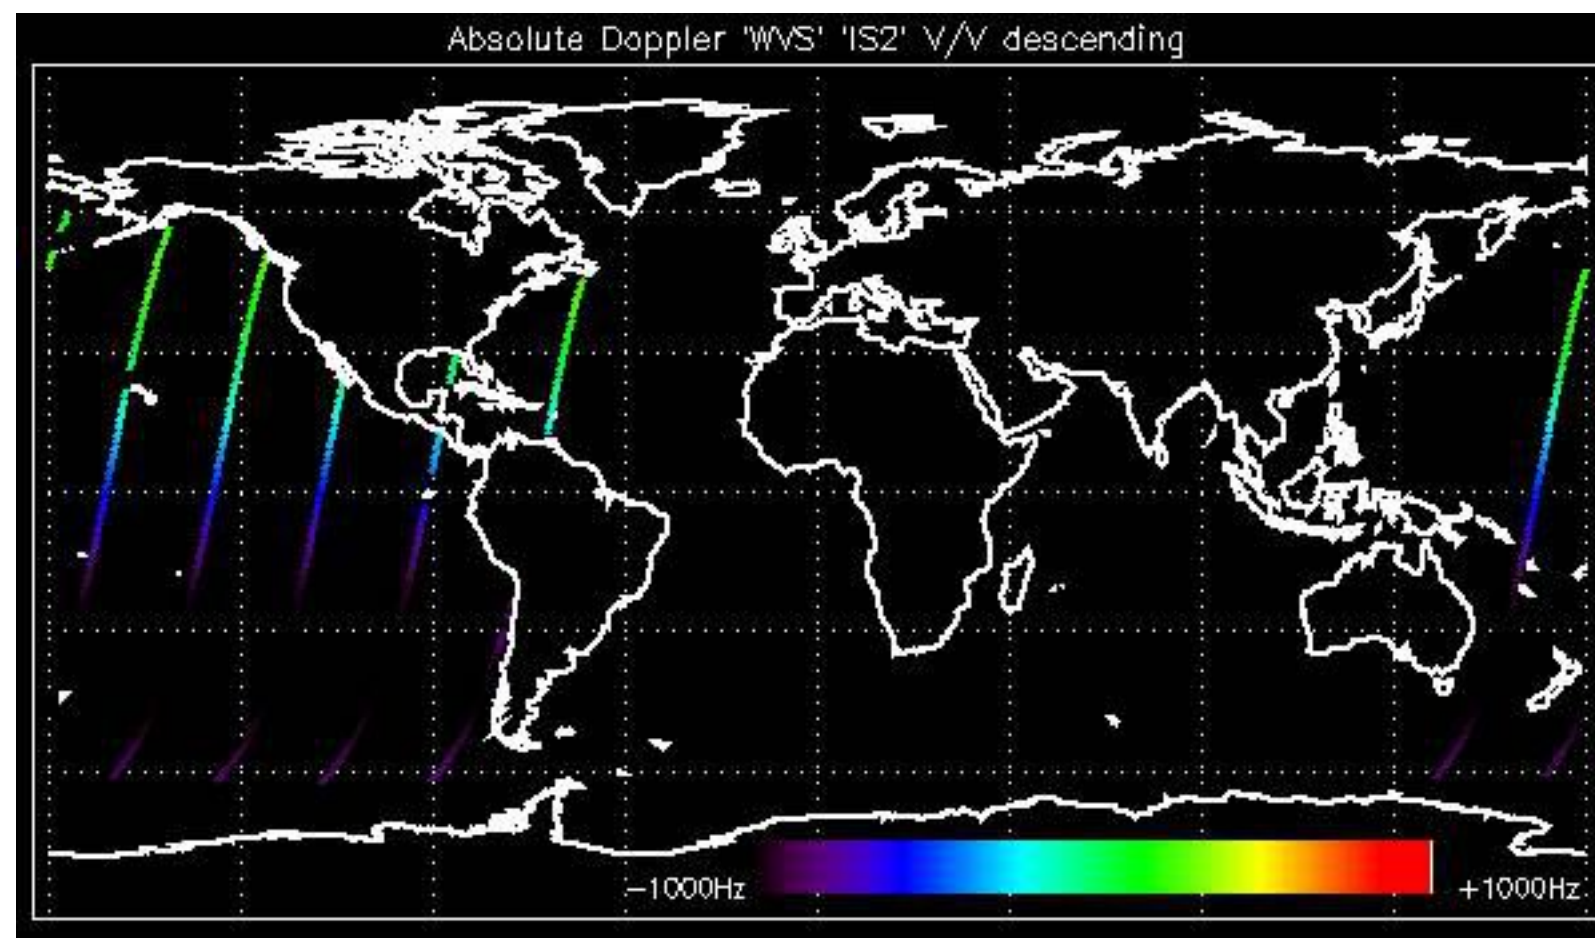 Absolute Doppler 'WVS' 'IS2' V/V descending
−1000Hz +1000Hz